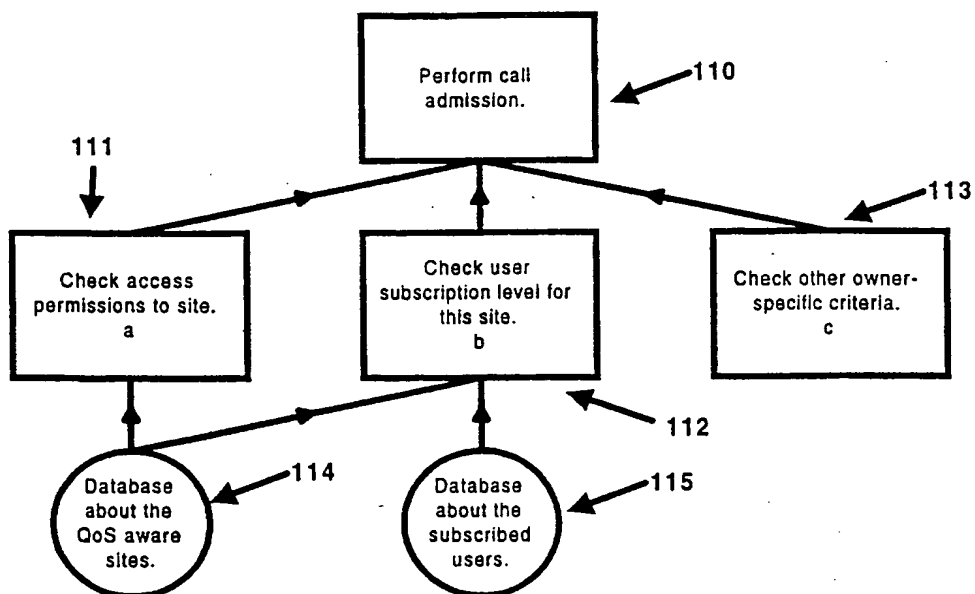 Perform call
admission.
110
111
113
Check access
permissions to site.
a
Check user
subscription level for
this site.
b
Check other owner-
specific criteria.
c
112
Database
about the
QoS aware
sites.
114
Database
about the
subscribed
users.
115